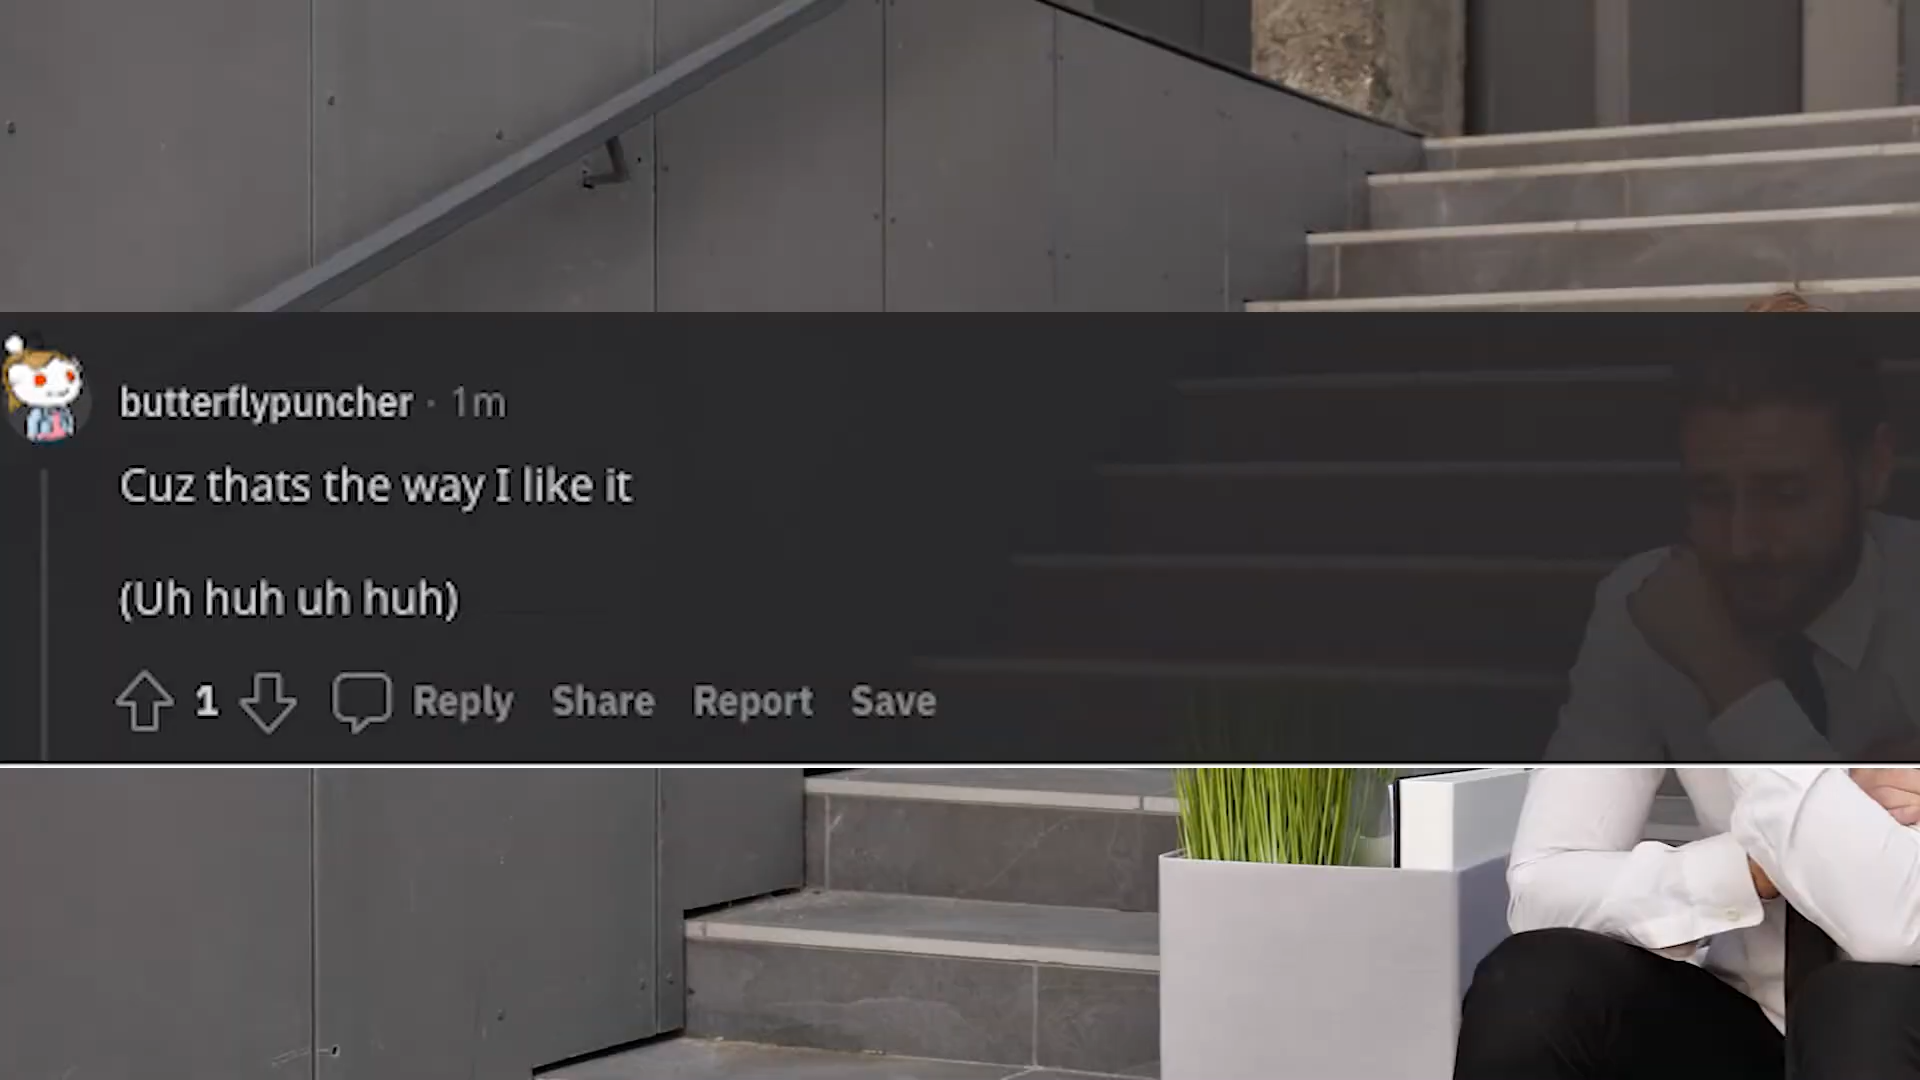 butterflypuncher · 1m
Cuz thats the way I like it
(Uh huh uh huh)
1 Reply Share Report Save